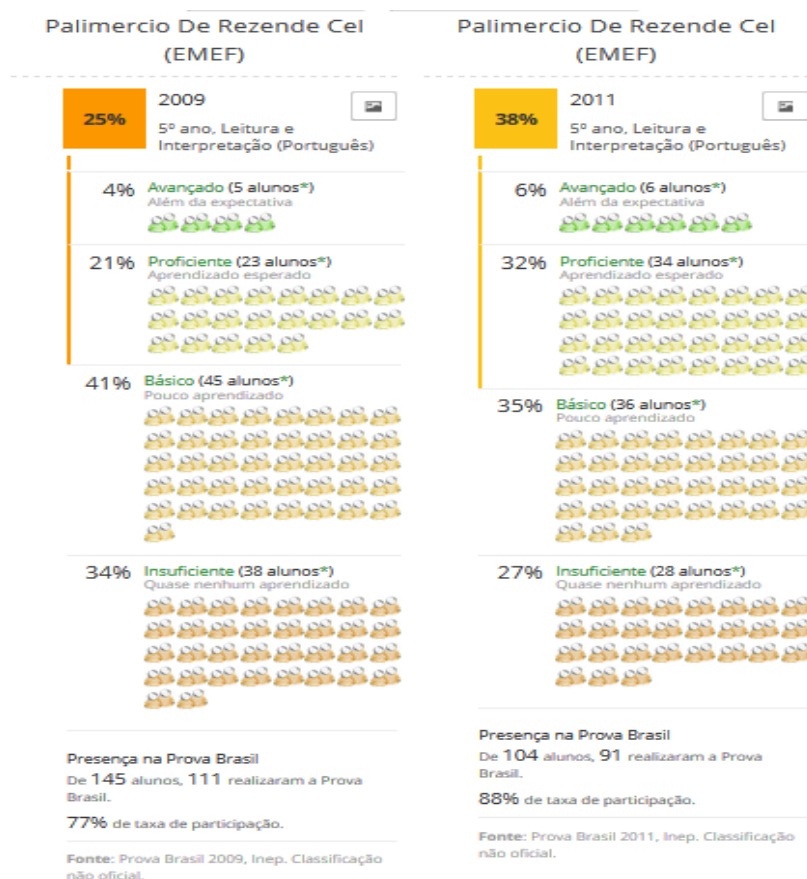 Palimercio De Rezende Cel
(EMEF)
25%
2009
5º ano, Leitura e
Interpretação (Português)
4%
Avançado (5 alunos*)
Além da expectativa
21%
Proficiente (23 alunos*)
Aprendizado esperado
41%
Básico (45 alunos*)
Pouco aprendizado
34%
Insuficiente (38 alunos*)
Quase nenhum aprendizado
Presença na Prova Brasil
De 145 alunos, 111 realizaram a Prova
Brasil.
77% de taxa de participação.
Fonte: Prova Brasil 2009, Inep. Classificação
não oficial.
Palimercio De Rezende Cel
(EMEF)
38%
2011
5º ano, Leitura e
Interpretação (Português)
6%
Avançado (6 alunos*)
Além da expectativa
32%
Proficiente (34 alunos*)
Aprendizado esperado
35%
Básico (36 alunos*)
Pouco aprendizado
27%
Insuficiente (28 alunos*)
Quase nenhum aprendizado
Presença na Prova Brasil
De 104 alunos, 91 realizaram a Prova
Brasil.
88% de taxa de participação.
Fonte: Prova Brasil 2011, Inep. Classificação
não oficial.